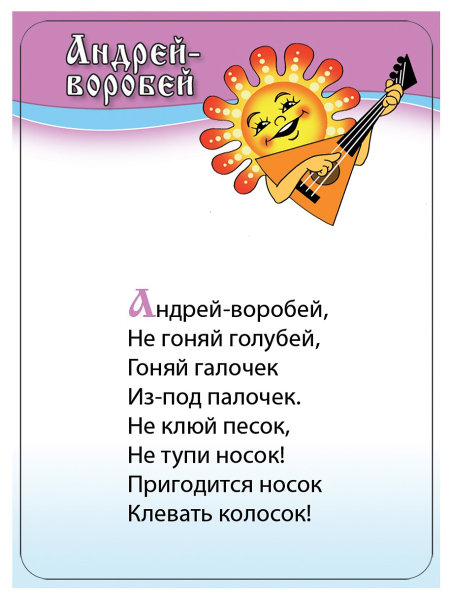 Андрей-
воробей
Андрей-воробей,
Не гоняй голубей,
Гоняй галочек
Из-под палочек.
Не клюй песок,
Не тупи носок!
Пригодится носок
Клевать колосок!